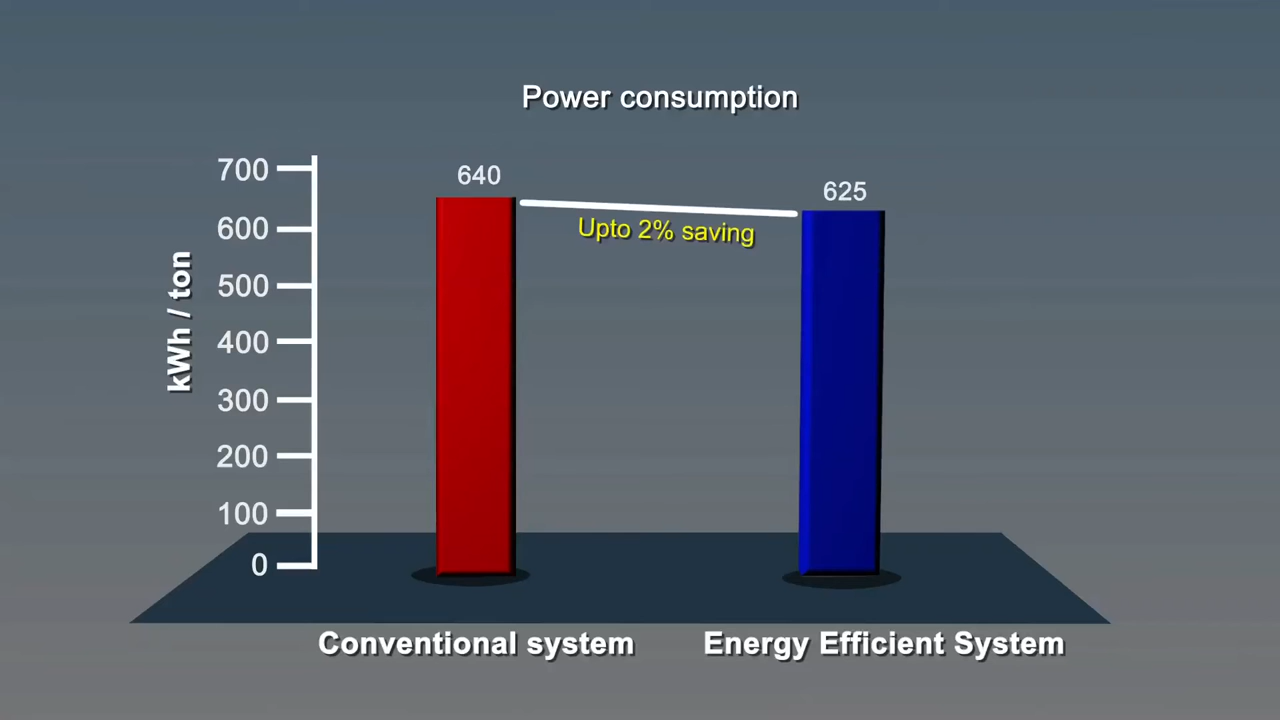 Power consumption
700
640
625
600
Upto 2% saving
500
400
300
200
100
0
kWh / ton
Conventional system
Energy Efficient System